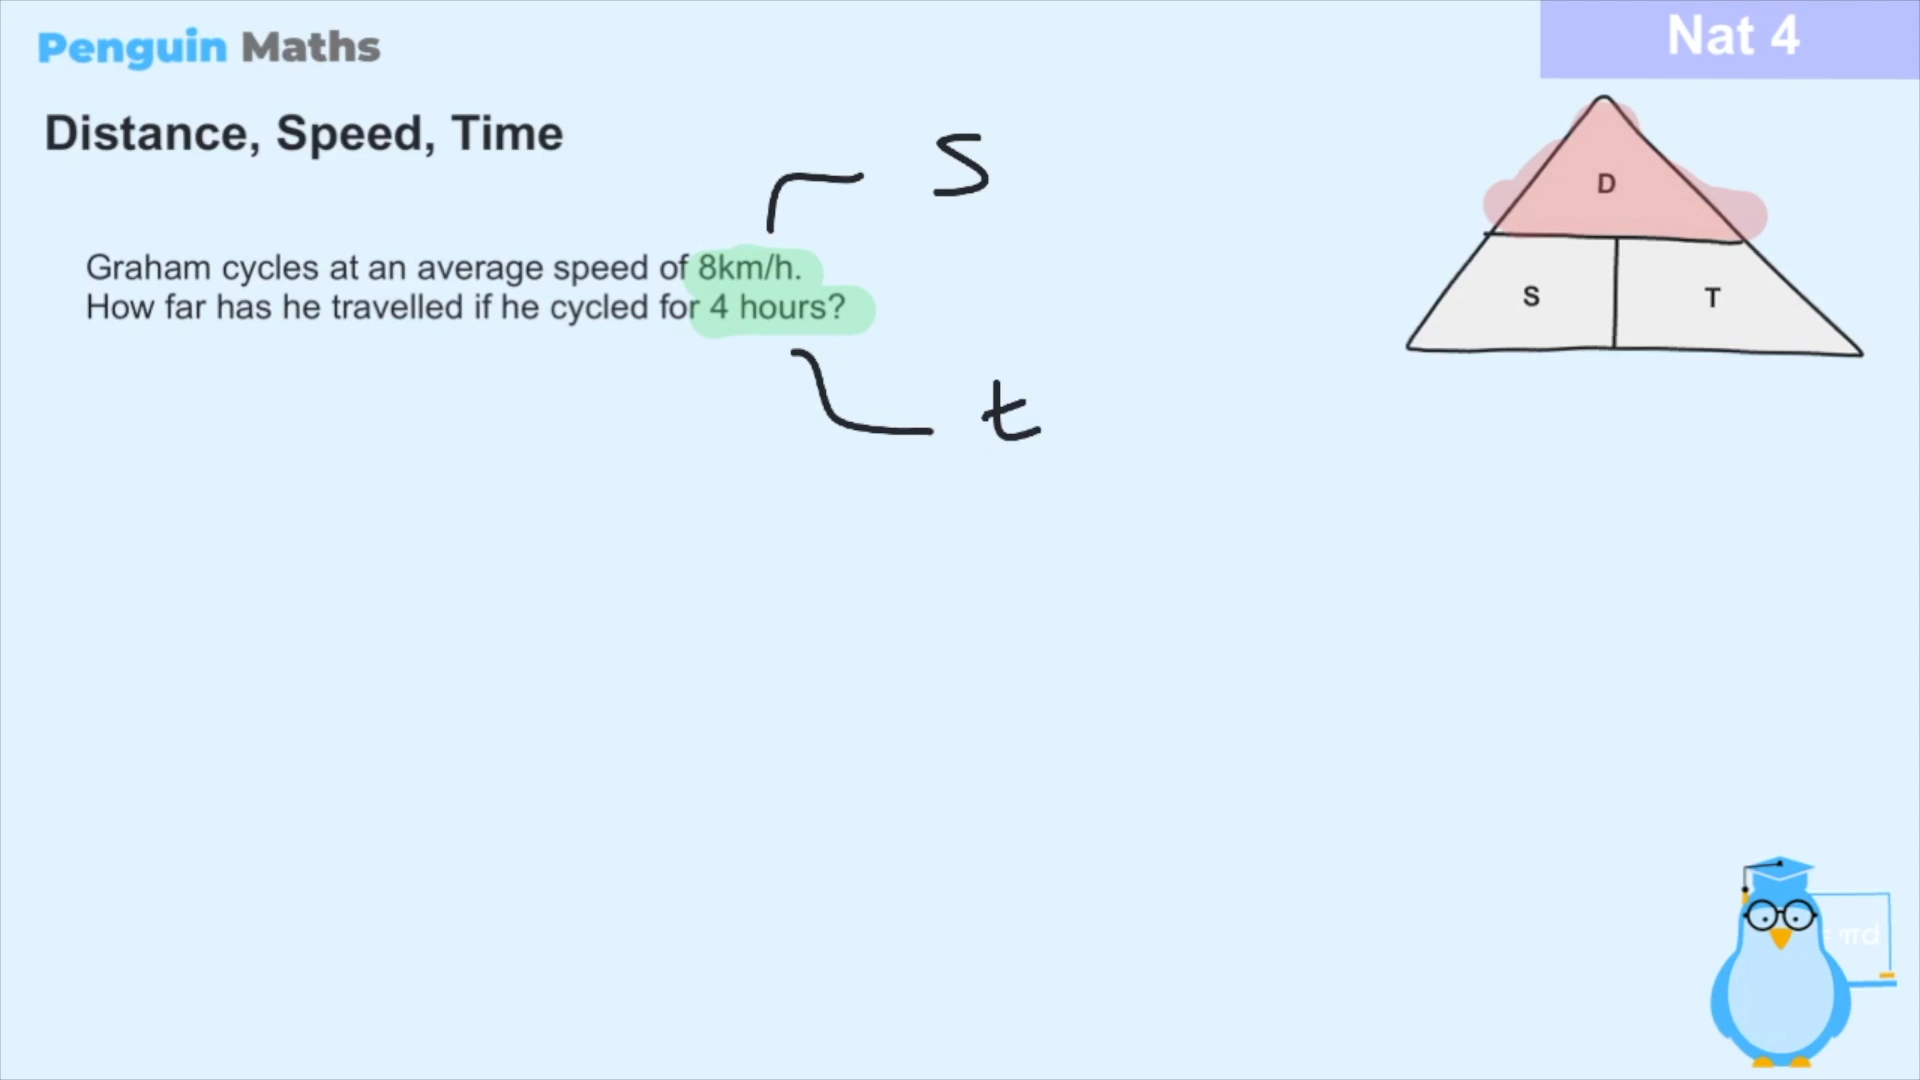 Penguin Maths
Nat 4
Distance, Speed, Time
S
Graham cycles at an average speed of 8km/h.
How far has he travelled if he cycled for 4 hours?
t
D
S T
= πd